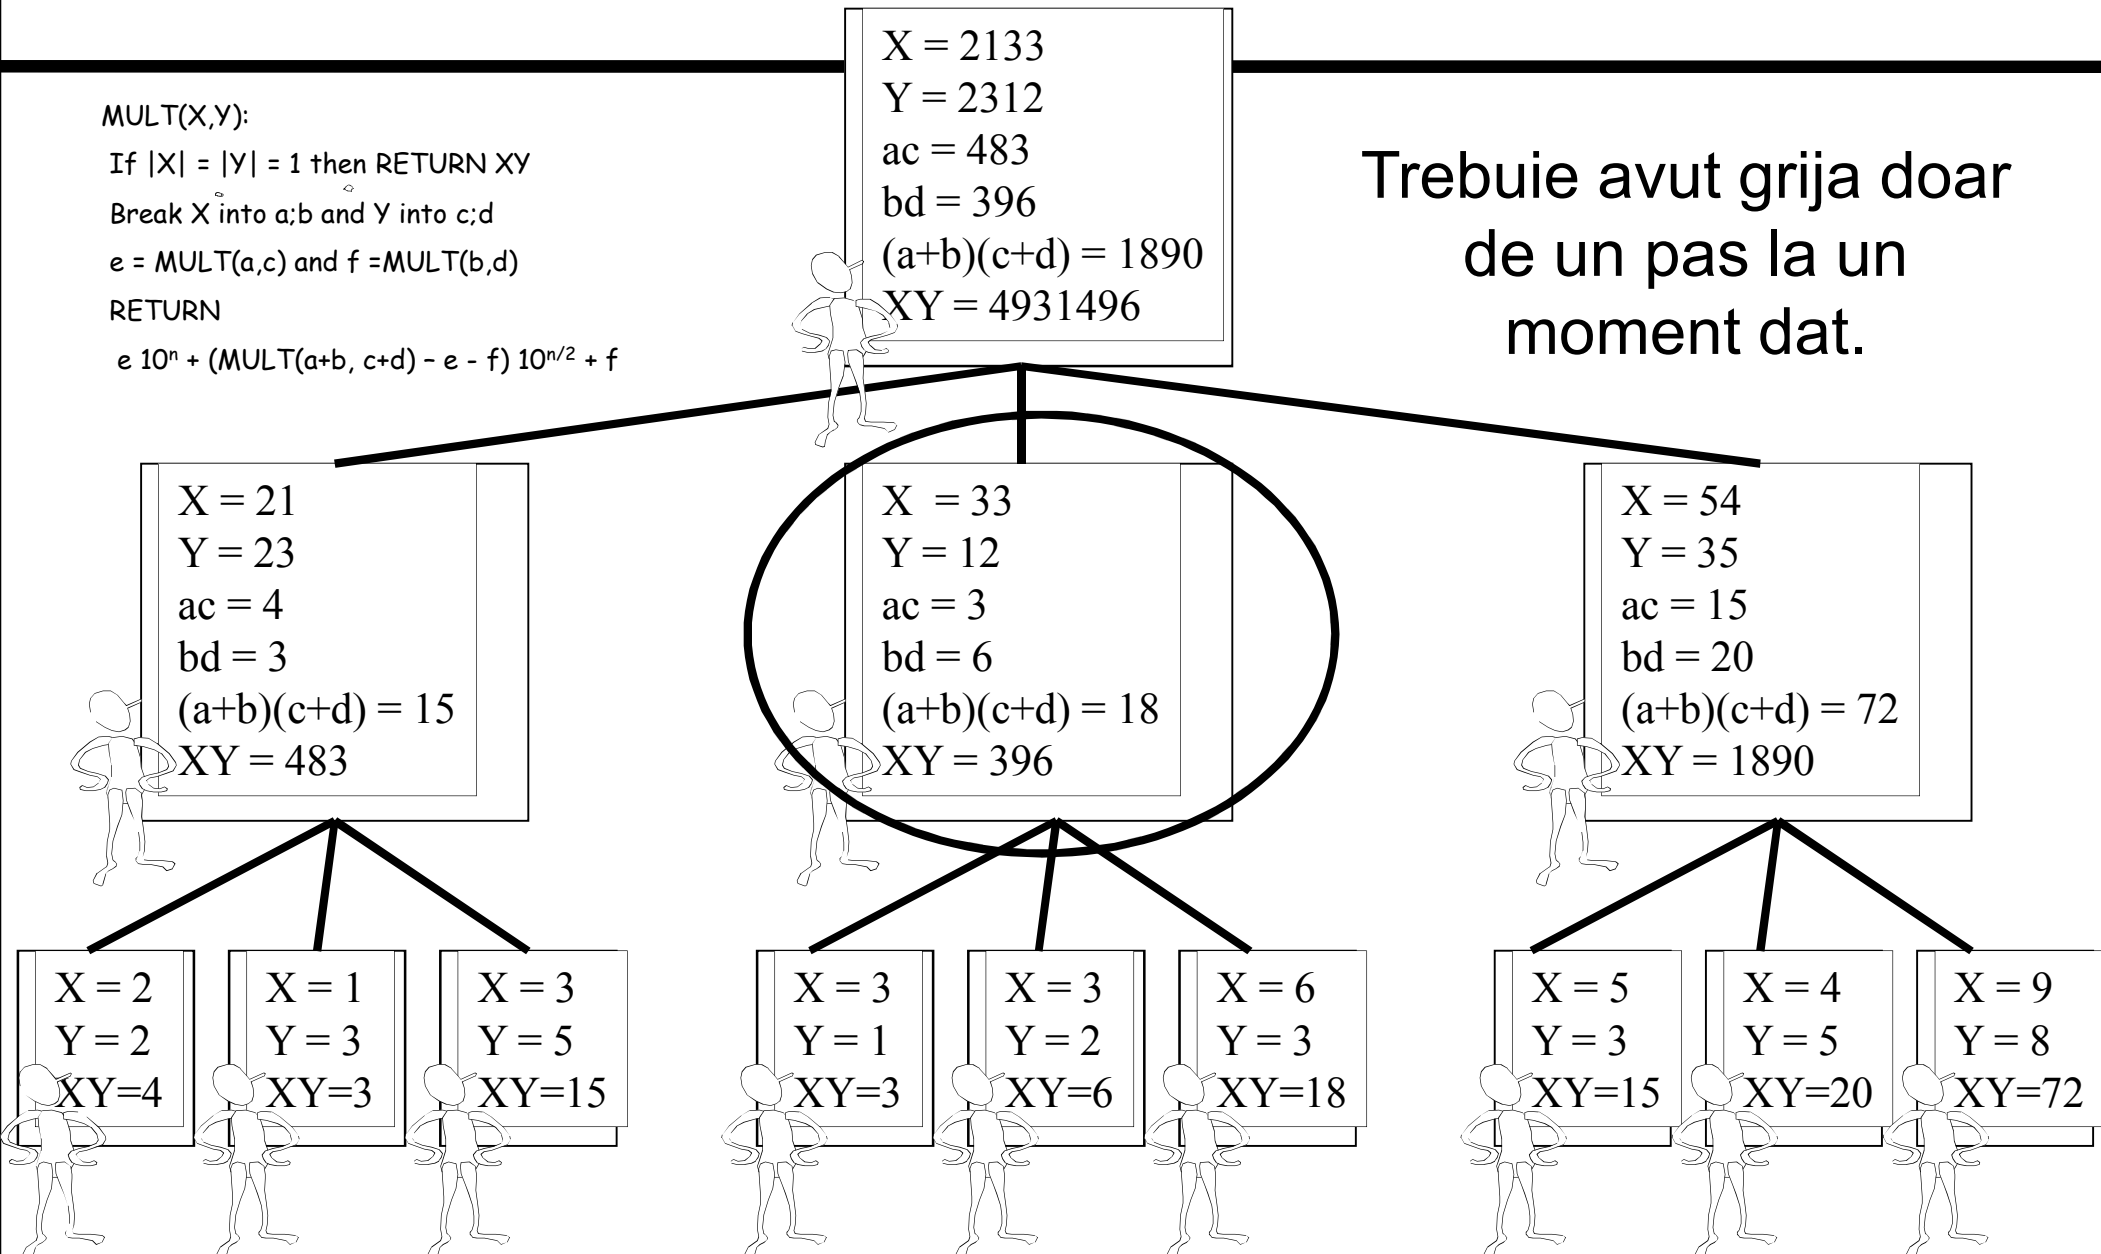 X = 2133
Y = 2312
ac = 483
bd = 396
(a+b)(c+d) = 1890
XY = 4931496
MULT(X,Y):
If |X| = |Y| = 1 then RETURN XY
Break X into a;b and Y into c;d
e = MULT(a,c) and f =MULT(b,d)
RETURN
e 10ⁿ + (MULT(a+b, c+d) – e - f) 10ⁿᐟ² + f
Trebuie avut grija doar
de un pas la un
moment dat.
X = 21
Y = 23
ac = 4
bd = 3
(a+b)(c+d) = 15
XY = 483
X = 33
Y = 12
ac = 3
bd = 6
(a+b)(c+d) = 18
XY = 396
X = 54
Y = 35
ac = 15
bd = 20
(a+b)(c+d) = 72
XY = 1890
X = 2
Y = 2
XY=4
X = 1
Y = 3
XY=3
X = 3
Y = 5
XY=15
X = 3
Y = 1
XY=3
X = 3
Y = 2
XY=6
X = 6
Y = 3
XY=18
X = 5
Y = 3
XY=15
X = 4
Y = 5
XY=20
X = 9
Y = 8
XY=72